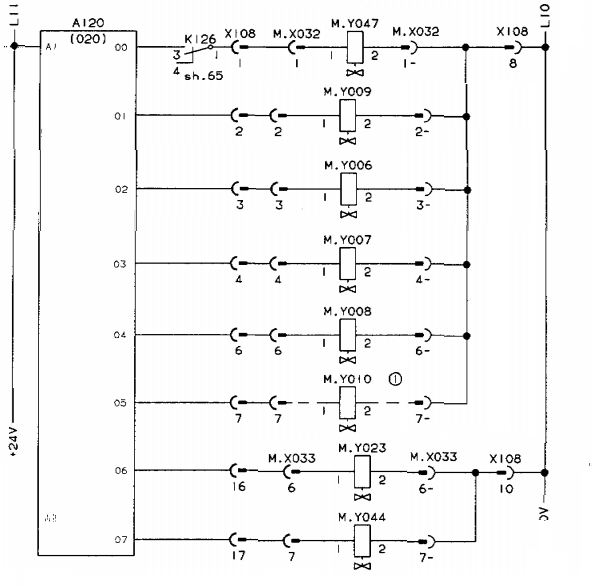 L11
A120
L10
(020)
A1
00
K126
3
1
4
sh.65
X108
1
M.X032
1
M.Y047
1
2
M.X032
1-
X108
8
M.Y009
01
2
2
1
2
2-
M.Y006
02
3
3
1
2
3-
M.Y007
03
4
4
1
2
4-
M.Y008
04
6
6
1
2
6-
M.Y010 ①
05
7
7
1
2
7-
+24V
M.Y023
06
16
M.X033
6
1
2
M.X033
6-
X108
10
0V
M.Y044
07
17
7
1
2
7-